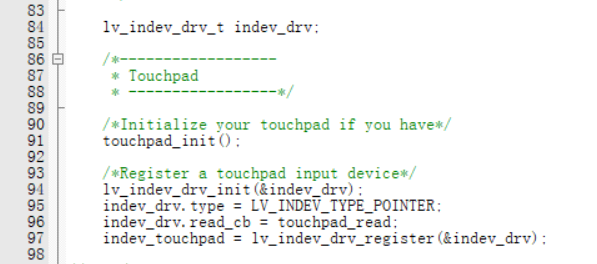 83
84 lv_indev_drv_t indev_drv;
85
86 /*------------------
87 * Touchpad
88 * -----------------*/
89
90 /*Initialize your touchpad if you have*/
91 touchpad_init();
92
93 /*Register a touchpad input device*/
94 lv_indev_drv_init(&indev_drv);
95 indev_drv.type = LV_INDEV_TYPE_POINTER;
96 indev_drv.read_cb = touchpad_read;
97 indev_touchpad = lv_indev_drv_register(&indev_drv);
98